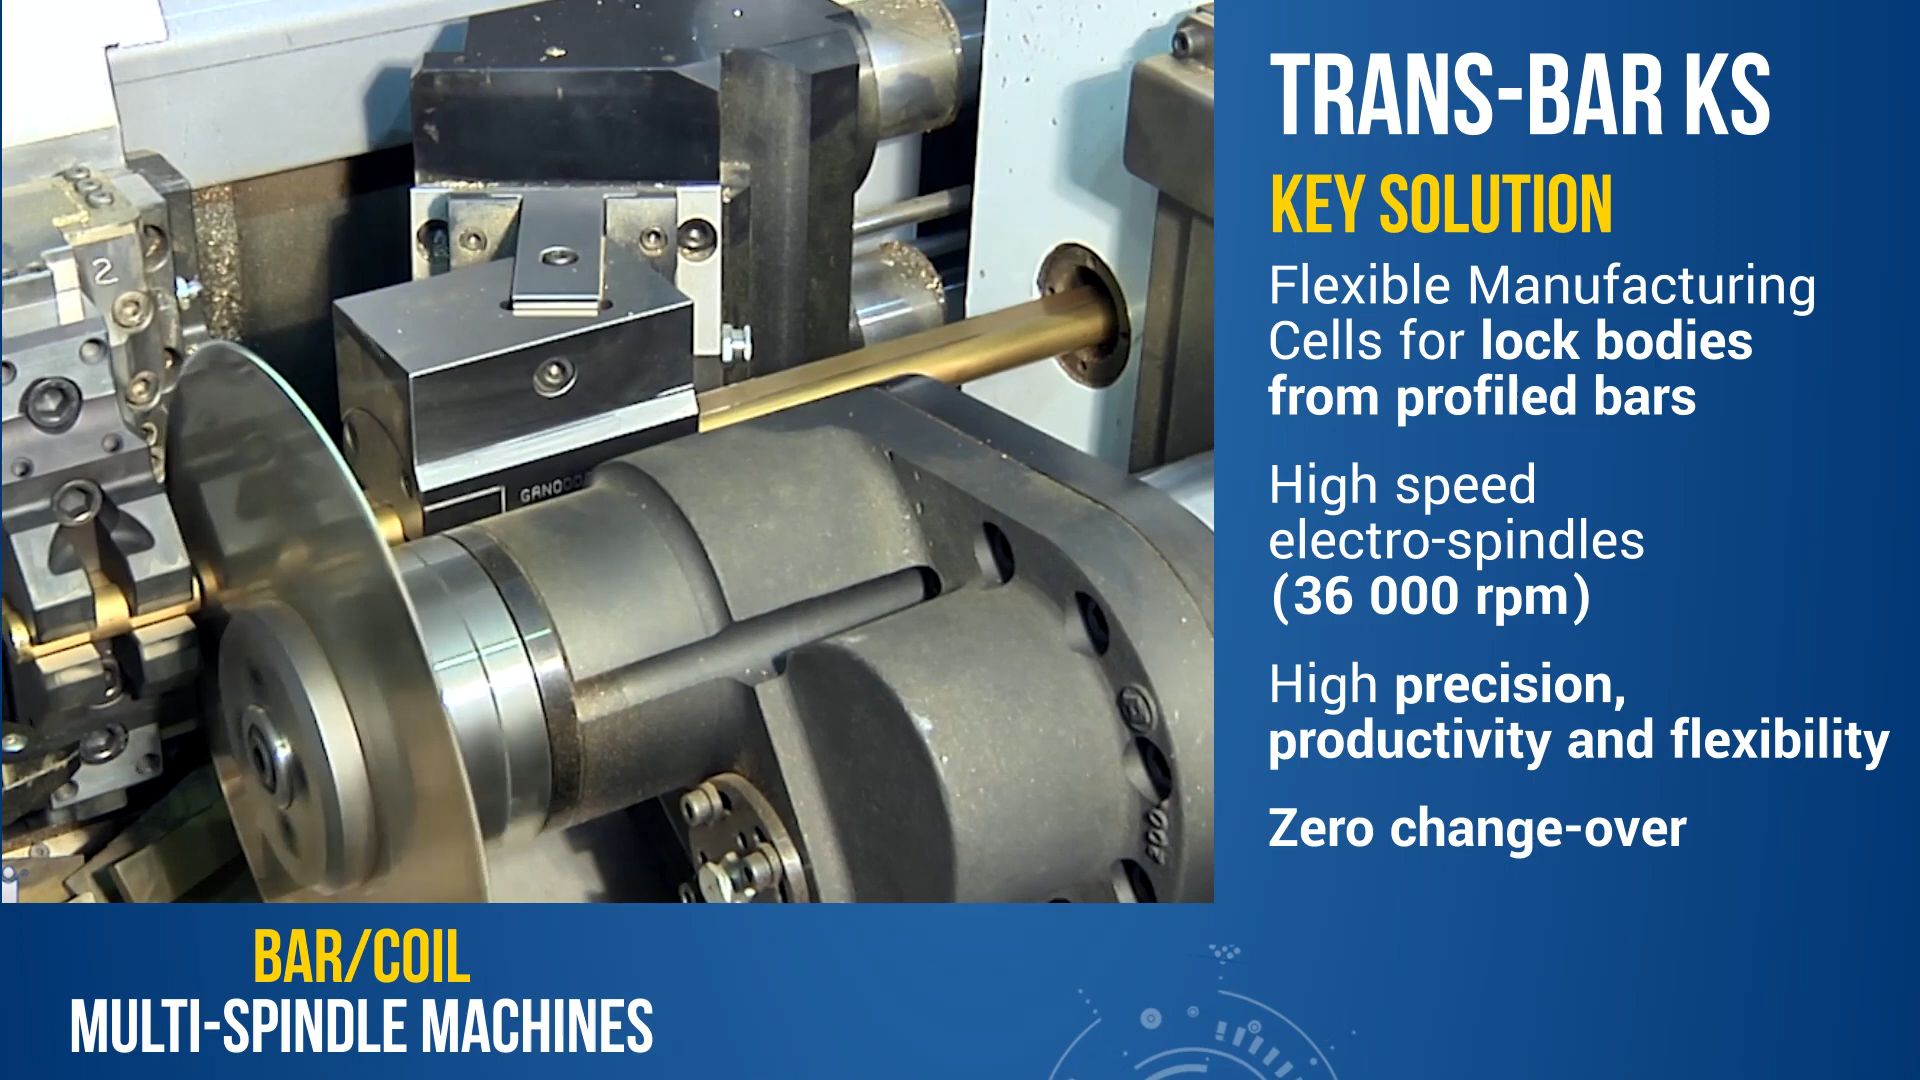 TRANS-BAR KS
KEY SOLUTION
Flexible Manufacturing
Cells for lock bodies
from profiled bars
High speed
electro-spindles
(36 000 rpm)
High precision,
productivity and flexibility
Zero change-over
2
BAR/COIL
MULTI-SPINDLE MACHINES